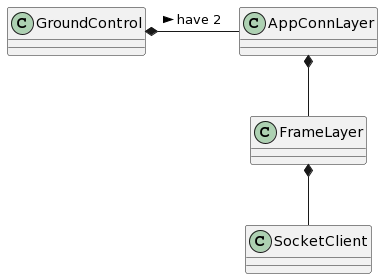 C GroundControl
have 2
C AppConnLayer
C FrameLayer
C SocketClient